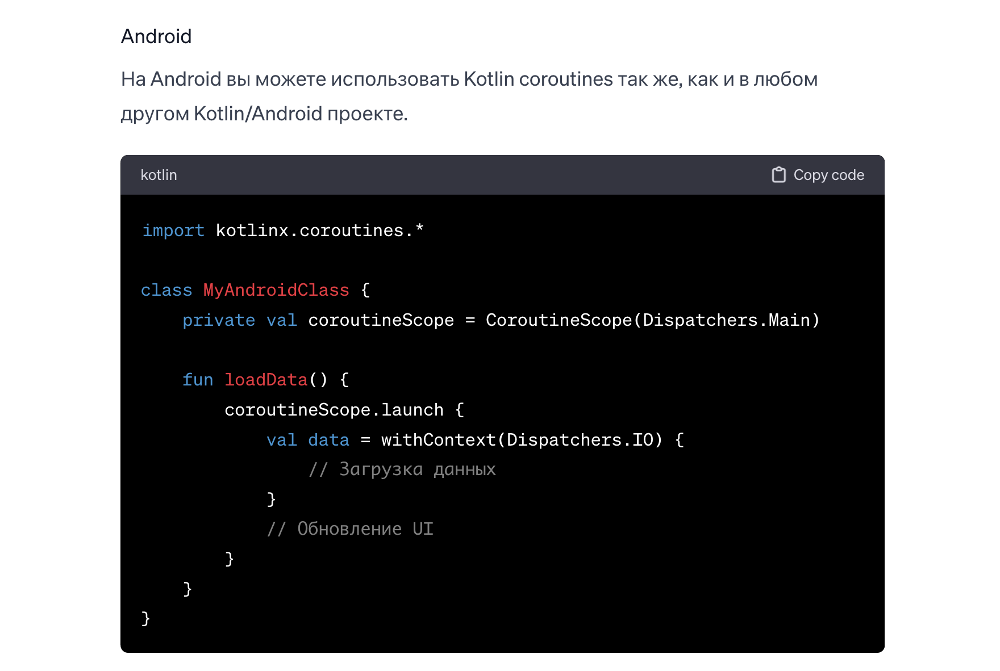 Android
На Android вы можете использовать Kotlin coroutines так же, как и в любом
другом Kotlin/Android проекте.
kotlin Copy code
import kotlinx.coroutines.*
class MyAndroidClass {
    private val coroutineScope = CoroutineScope(Dispatchers.Main)
    fun loadData() {
        coroutineScope.launch {
            val data = withContext(Dispatchers.IO) {
                // Загрузка данных
            }
            // Обновление UI
        }
    }
}